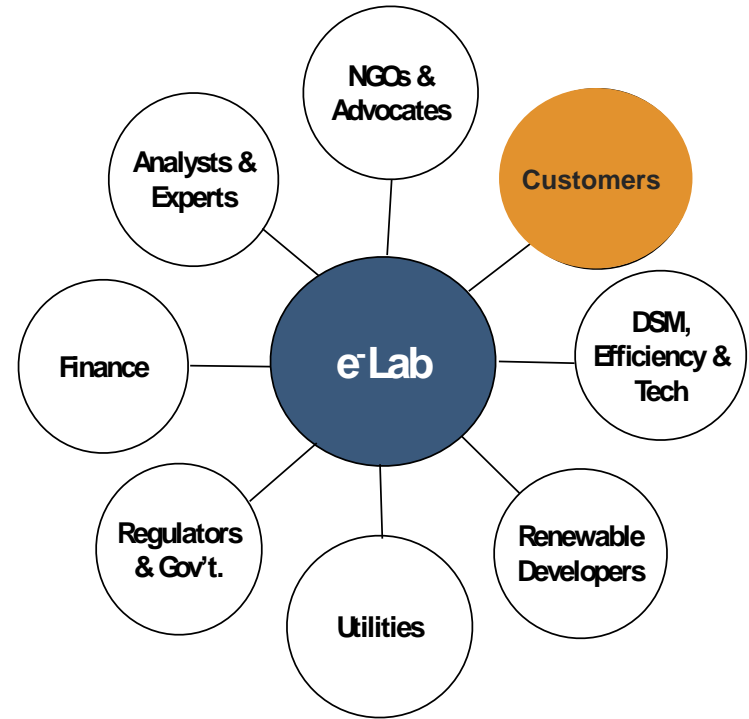 NGOs &
Advocates
Analysts &
Experts
Customers
DSM,
Efficiency &
Tech
e- Lab
Finance
Regulators
& Gov't.
Renewable
Developers
Utilities